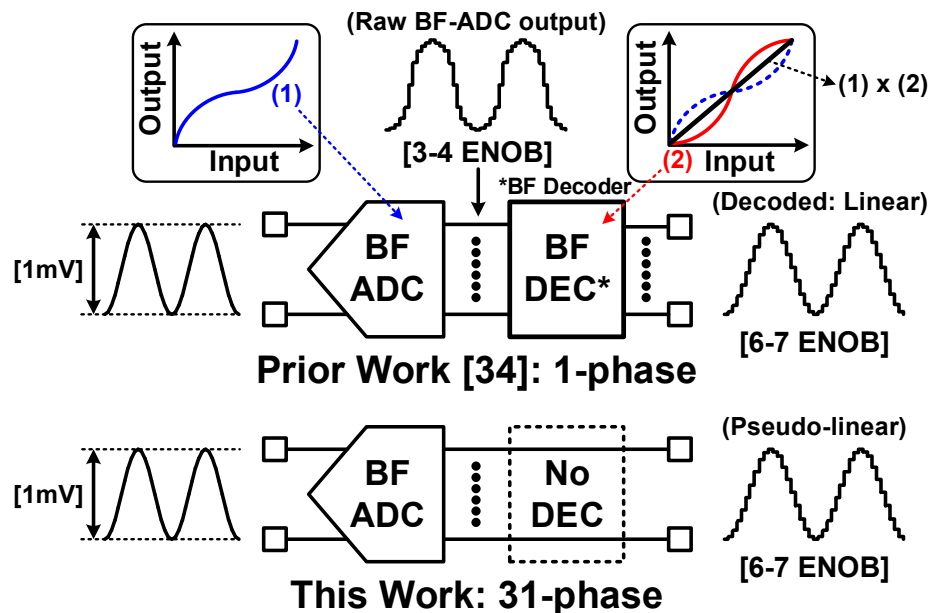 (Raw BF-ADC output)
Output
(1)
Input
[3-4 ENOB]
Output
(1) x (2)
(2)
Input
*BF Decoder
[1mV]
BF
ADC
BF
DEC*
(Decoded: Linear)
[6-7 ENOB]
Prior Work [34]: 1-phase
[1mV]
BF
ADC
No
DEC
(Pseudo-linear)
[6-7 ENOB]
This Work: 31-phase